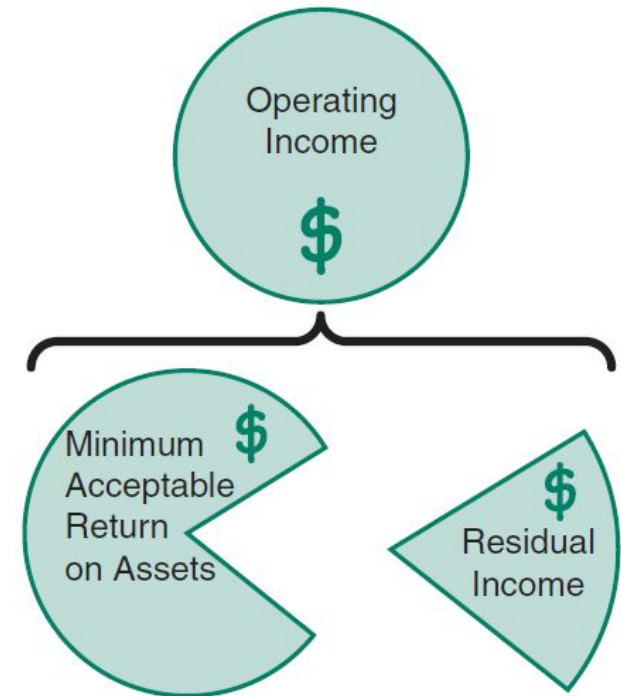 Operating
Income
$
Minimum $
Acceptable
Return
on Assets
$
Residual
Income